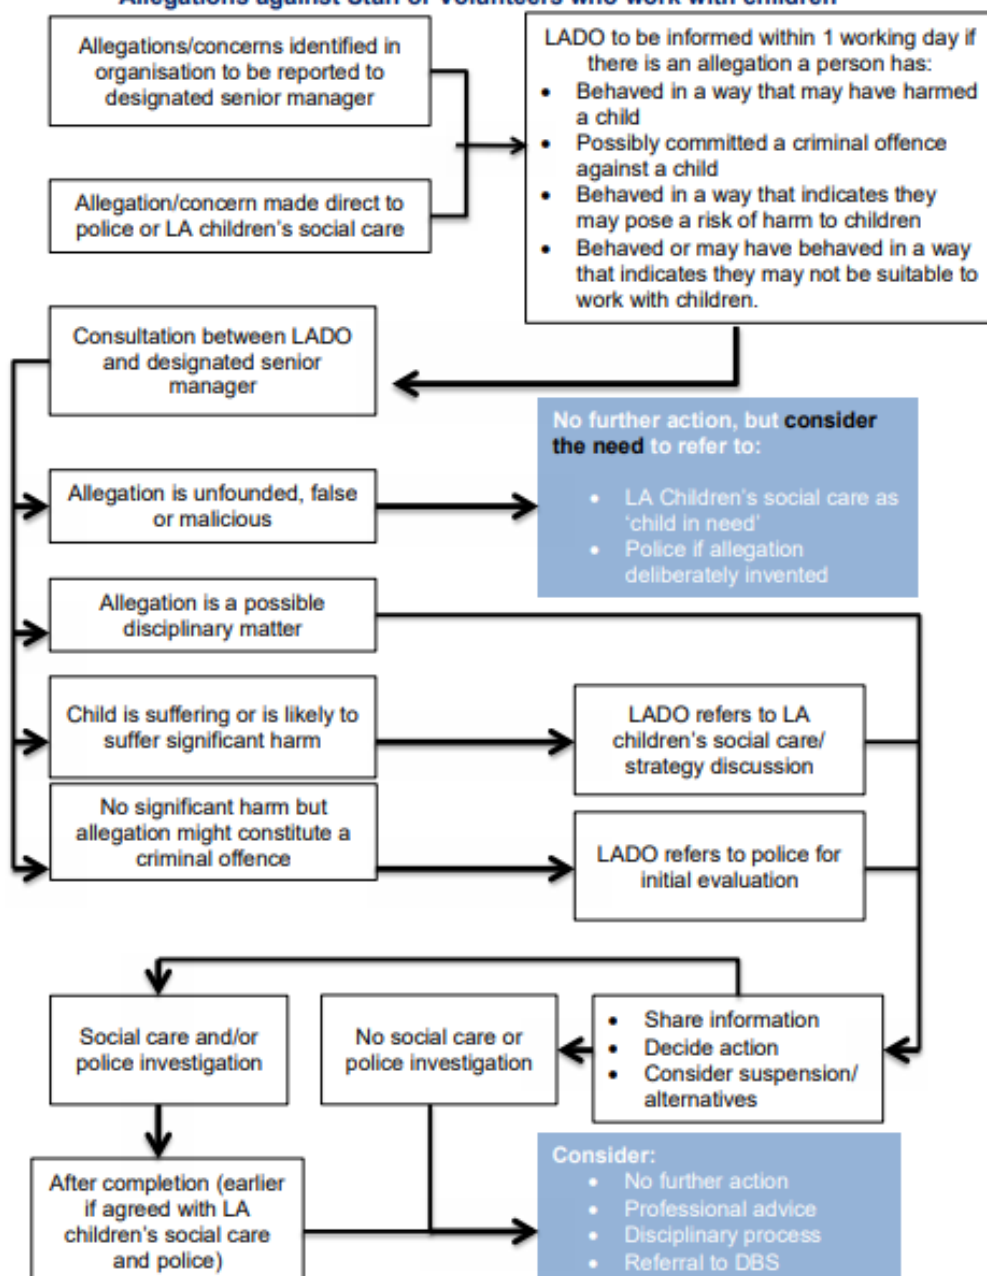 Allegations against Staff or Volunteers who work with children
Allegations/concerns identified in
organisation to be reported to
designated senior manager
Allegation/concern made direct to
police or LA children's social care
LADO to be informed within 1 working day if
there is an allegation a person has:
• Behaved in a way that may have harmed
a child
• Possibly committed a criminal offence
against a child
• Behaved in a way that indicates they
may pose a risk of harm to children
• Behaved or may have behaved in a way
that indicates they may not be suitable to
work with children.
Consultation between LADO
and designated senior
manager
Allegation is unfounded, false
or malicious
No further action, but consider
the need to refer to:
• LA Children's social care as
'child in need'
• Police if allegation
deliberately invented
Allegation is a possible
disciplinary matter
Child is suffering or is likely to
suffer significant harm
LADO refers to LA
children's social care/
strategy discussion
No significant harm but
allegation might constitute a
criminal offence
LADO refers to police for
initial evaluation
Social care and/or
police investigation
No social care or
police investigation
• Share information
• Decide action
• Consider suspension/
alternatives
After completion (earlier
if agreed with LA
children's social care
and police)
Consider:
• No further action
• Professional advice
• Disciplinary process
• Referral to DBS